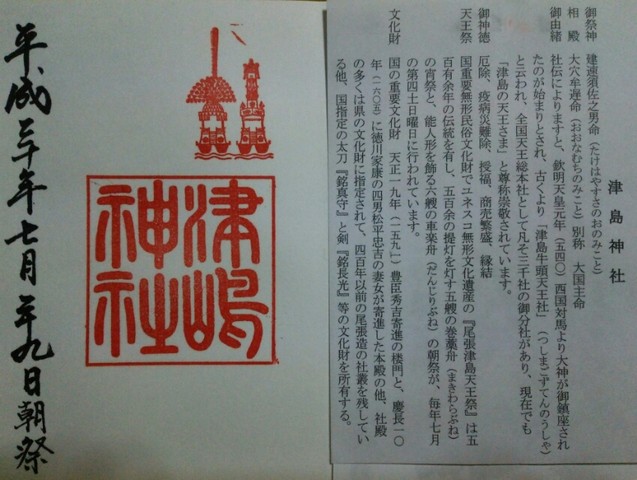 津島神社
御祭神　建速須佐之男命（たけはやすさのおのみこと）
相殿　大穴牟遅命（おおなむちのみこと）別称　大国主命
御由緒　社伝によりますと、欽明天皇元年（五四〇）西国対馬より大神が御鎮座され
たのが始まりとされ、古くより「津島牛頭天王社」（つしまごずてんのうしゃ）
と云われ、全国天王総本社として凡そ三千社の御分社があり、現在でも
「津島の天王さま」と尊称崇敬されています。
御神徳　厄除、疫病災難除、授福、商売繁盛、縁結
天王祭　国重要無形民俗文化財でユネスコ無形文化遺産の『尾張津島天王祭』は五
百有余年の伝統を有し、五百余の提灯を灯す五艘の巻藁舟（まきわらぶね）
の宵祭と、能人形を飾る六艘の車楽舟（だんじりぶね）の朝祭が、毎年七月
の第四土日曜日に行われています。
文化財　国の重要文化財　天正一九年（一五九一）豊臣秀吉寄進の楼門と、慶長一〇
年（一六〇五）に徳川家康の四男松平忠吉の妻女が寄進した本殿の他、社殿
の多くは県の文化財に指定されて、四百年以前の尾張造の社叢を残してい
る他、国指定の太刀『銘真守』と剣『銘長光』等の文化財を所有する。
津嶋
神社
平成三十年七月廿九日朝祭